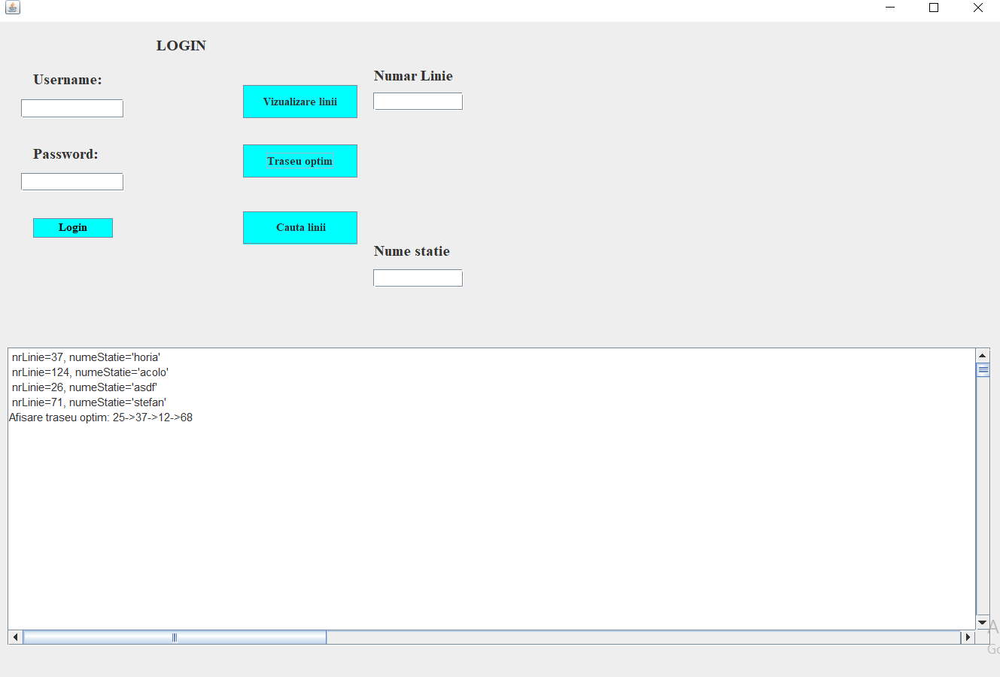 LOGIN
Username:
Password:
Login
Vizualizare linii
Traseu optim
Cauta linii
Numar Linie
Nume statie
nrLinie=37, numeStatie='horia'
nrLinie=124, numeStatie='acolo'
nrLinie=26, numeStatie='asdf'
nrLinie=71, numeStatie='stefan'
Afisare traseu optim: 25->37->12->68